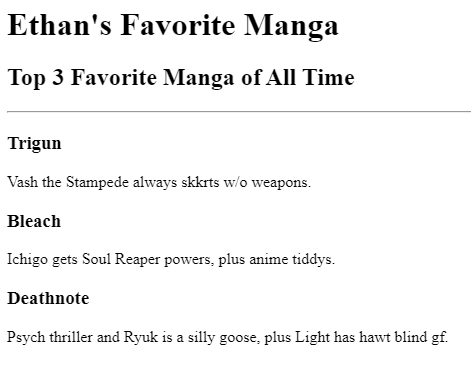 Ethan's Favorite Manga
Top 3 Favorite Manga of All Time
Trigun
Vash the Stampede always skkrts w/o weapons.
Bleach
Ichigo gets Soul Reaper powers, plus anime tiddys.
Deathnote
Psych thriller and Ryuk is a silly goose, plus Light has hawt blind gf.